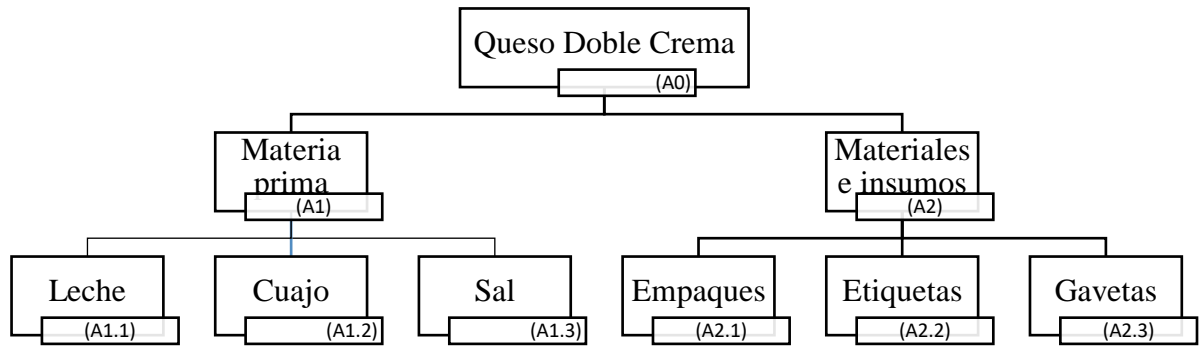 Queso Doble Crema
(A0)
Materia
prima
(A1)
Materiales
e insumos
(A2)
Leche
(A1.1)
Cuajo
(A1.2)
Sal
(A1.3)
Empaques
(A2.1)
Etiquetas
(A2.2)
Gavetas
(A2.3)